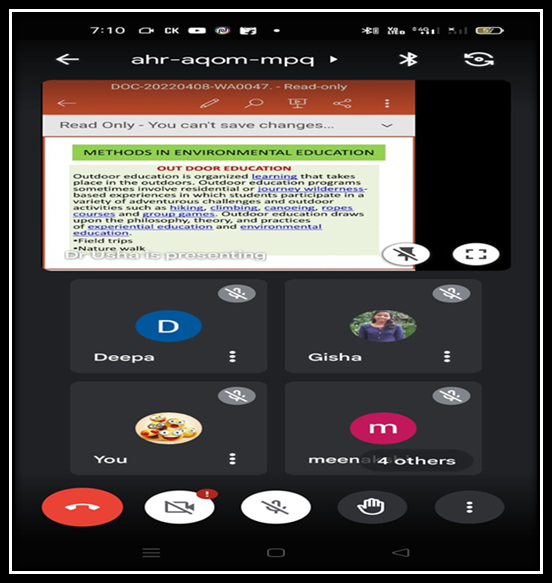 7:10 CK
ahr-aqom-mpq
DOC-20220408-WA0047. - Read-only
Read Only - You can't save changes...
METHODS IN ENVIRONMENTAL EDUCATION
OUT DOOR EDUCATION
Outdoor education is organized learning that takes
place in the outdoors. Outdoor education programs
sometimes involve residential or journey wilderness-
based experiences in which students participate in a
variety of adventurous challenges and outdoor
activities such as hiking, climbing, canoeing, ropes
courses and group games. Outdoor education draws
upon the philosophy, theory, and practices
of experiential education and environmental
education.
•Field trips
•Nature walk
Dr Usha is presenting
D
Deepa
Gisha
You
m
4 others